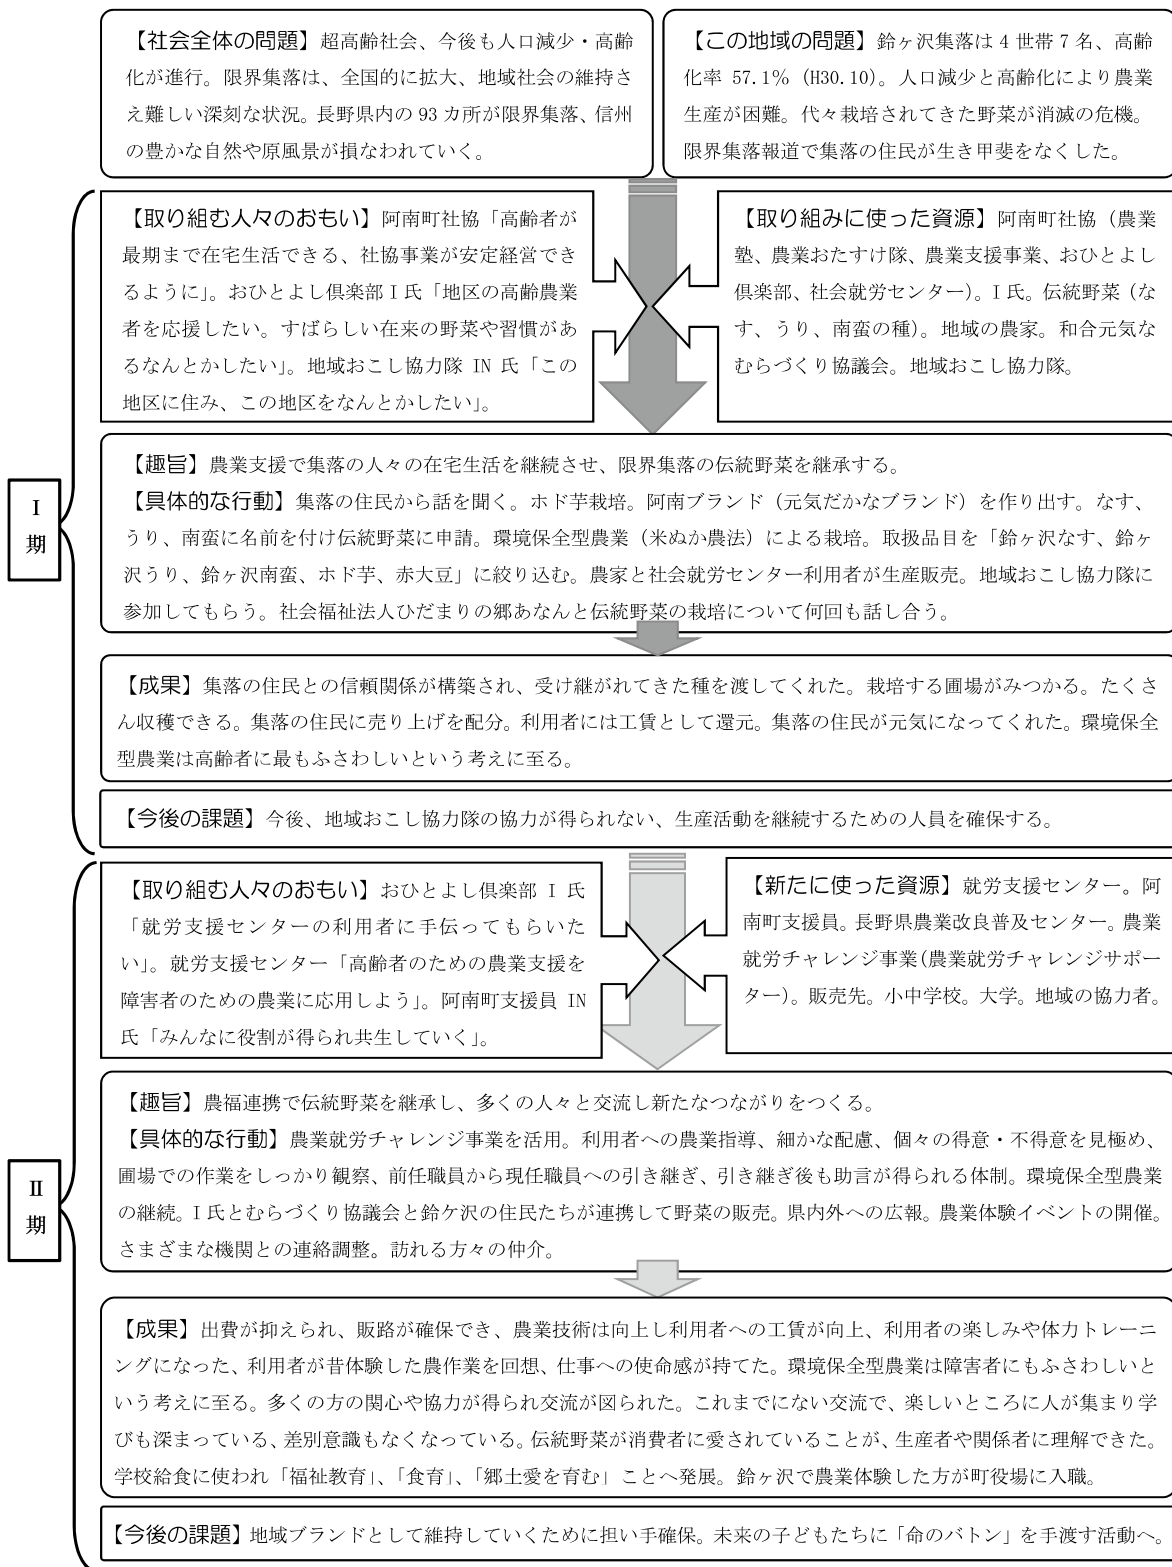 【社会全体の問題】超高齢社会、今後も人口減少・高齢
化が進行。限界集落は、全国的に拡大、地域社会の維持さ
え難しい深刻な状況。長野県内の 93 カ所が限界集落、信州
の豊かな自然や原風景が損なわれていく。
【この地域の問題】鈴ヶ沢集落は 4 世帯 7 名、高齢
化率 57.1% (H30.10)。人口減少と高齢化により農業
生産が困難。代々栽培されてきた野菜が消滅の危機。
限界集落報道で集落の住民が生き甲斐をなくした。
Ⅰ
期
【取り組む人々のおもい】阿南町社協「高齢者が
最期まで在宅生活できる、社協事業が安定経営でき
るように」。おひとよし倶楽部 I 氏「地区の高齢農業
者を応援したい。すばらしい在来の野菜や習慣があ
るなんとかしたい」。地域おこし協力隊 IN 氏「この
地区に住み、この地区をなんとかしたい」。
【取り組みに使った資源】阿南町社協（農業
塾、農業おたすけ隊、農業支援事業、おひとよし
倶楽部、社会就労センター）。I 氏。伝統野菜（な
す、うり、南蛮の種）。地域の農家。和合元気な
むらづくり協議会。地域おこし協力隊。
【趣旨】農業支援で集落の人々の在宅生活を継続させ、限界集落の伝統野菜を継承する。
【具体的な行動】集落の住民から話を聞く。ホド芋栽培。阿南ブランド（元気だかなブランド）を作り出す。なす、
うり、南蛮に名前を付け伝統野菜に申請。環境保全型農業（米ぬか農法）による栽培。取扱品目を「鈴ヶ沢なす、鈴ヶ
沢うり、鈴ヶ沢南蛮、ホド芋、赤大豆」に絞り込む。農家と社会就労センター利用者が生産販売。地域おこし協力隊に
参加してもらう。社会福祉法人ひだまりの郷あなんと伝統野菜の栽培について何回も話し合う。
【成果】集落の住民との信頼関係が構築され、受け継がれてきた種を渡してくれた。栽培する圃場がみつかる。たくさ
ん収穫できる。集落の住民に売り上げを配分。利用者には工賃として還元。集落の住民が元気になってくれた。環境保全
型農業は高齢者に最もふさわしいという考えに至る。
【今後の課題】今後、地域おこし協力隊の協力が得られない、生産活動を継続するための人員を確保する。
Ⅱ
期
【取り組む人々のおもい】おひとよし倶楽部 I 氏
「就労支援センターの利用者に手伝ってもらいた
い」。就労支援センター「高齢者のための農業支援を
障害者のための農業に応用しよう」。阿南町支援員 IN
氏「みんなに役割が得られ共生していく」。
【新たに使った資源】就労支援センター。阿
南町支援員。長野県農業改良普及センター。農業
就労チャレンジ事業(農業就労チャレンジサポー
ター)。販売先。小中学校。大学。地域の協力者。
【趣旨】農福連携で伝統野菜を継承し、多くの人々と交流し新たなつながりをつくる。
【具体的な行動】農業就労チャレンジ事業を活用。利用者への農業指導、細かな配慮、個々の得意・不得意を見極め、
圃場での作業をしっかり観察、前任職員から現任職員への引き継ぎ、引き継ぎ後も助言が得られる体制。環境保全型農業
の継続。I 氏とむらづくり協議会と鈴ケ沢の住民たちが連携して野菜の販売。県内外への広報。農業体験イベントの開催。
さまざまな機関との連絡調整。訪れる方々の仲介。
【成果】出費が抑えられ、販路が確保でき、農業技術は向上し利用者への工賃が向上、利用者の楽しみや体力トレーニ
ングになった、利用者が昔体験した農作業を回想、仕事への使命感が持てた。環境保全型農業は障害者にもふさわしいと
いう考えに至る。多くの方の関心や協力が得られ交流が図られた。これまでにない交流で、楽しいところに人が集まり学
びも深まっている、差別意識もなくなっている。伝統野菜が消費者に愛されていることが、生産者や関係者に理解できた。
学校給食に使われ「福祉教育」、「食育」、「郷土愛を育む」ことへ発展。鈴ヶ沢で農業体験した方が町役場に入職。
【今後の課題】地域ブランドとして維持していくために担い手確保。未来の子どもたちに「命のバトン」を手渡す活動へ。